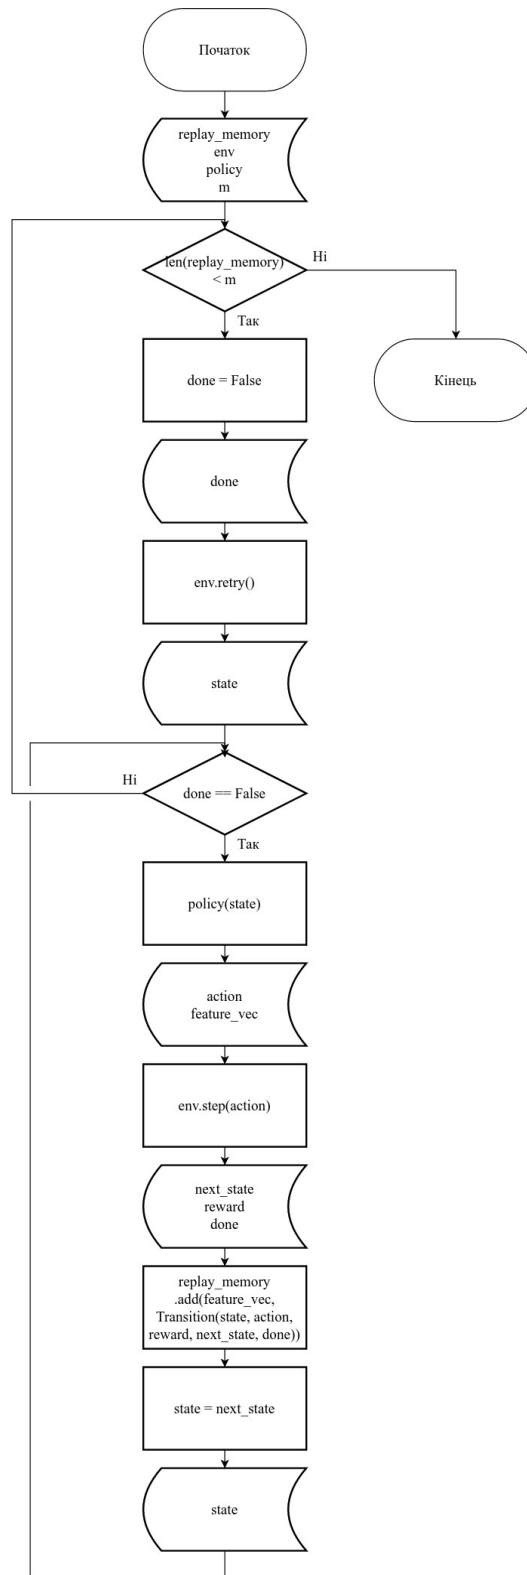 Початок
replay_memory
env
policy
m
len(replay_memory)
< m
Ні
Так
done = False
Кінець
done
env.retry()
state
Ні
done == False
Так
policy(state)
action
feature_vec
env.step(action)
next_state
reward
done
replay_memory
.add(feature_vec,
Transition(state, action,
reward, next_state, done))
state = next_state
state